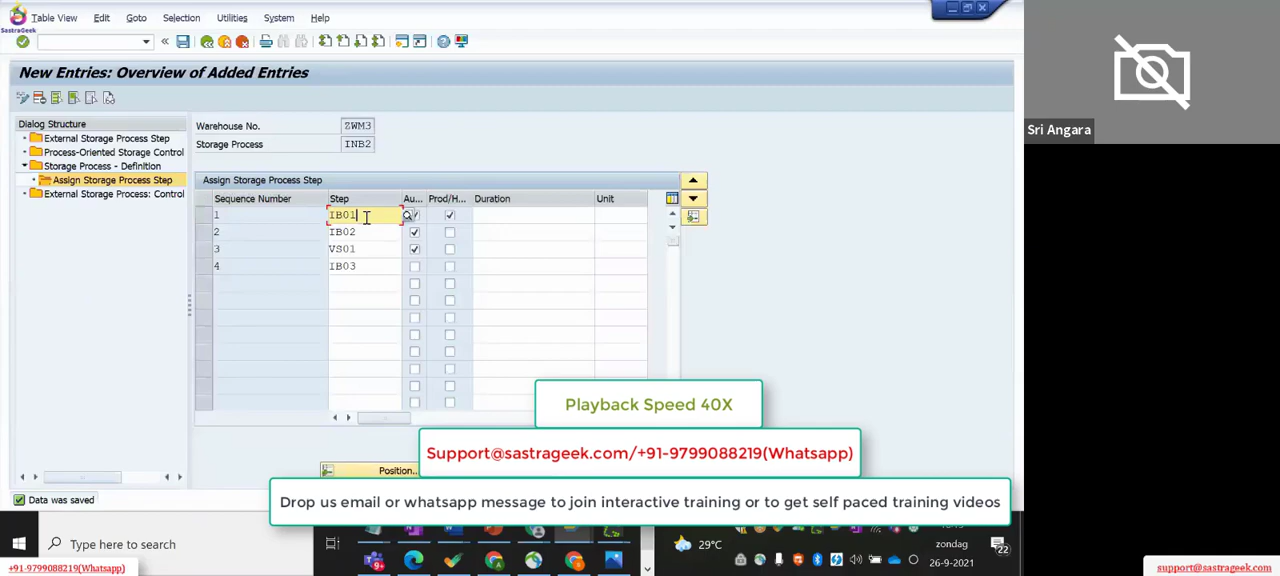 Table View Edit Goto Selection Utilities System Help
SastraGeek
New Entries: Overview of Added Entries
Dialog Structure
External Storage Process Step
Process-Oriented Storage Control
Storage Process - Definition
Assign Storage Process Step
External Storage Process: Control
Warehouse No. ZWM3
Storage Process INB2
Assign Storage Process Step
Sequence Number Step Au... Prod/H... Duration Unit
1 IB01
2 IB02
3 VS01
4 IB03
Position...
Data was saved
Playback Speed 40X
Support@sastrageek.com/+91-9799088219(Whatsapp)
Drop us email or whatsapp message to join interactive training or to get self paced training videos
Sri Angara
Type here to search
29°C
zondag
26-9-2021
22
+91-9799088219(Whatsapp)
support@sastrageek.com